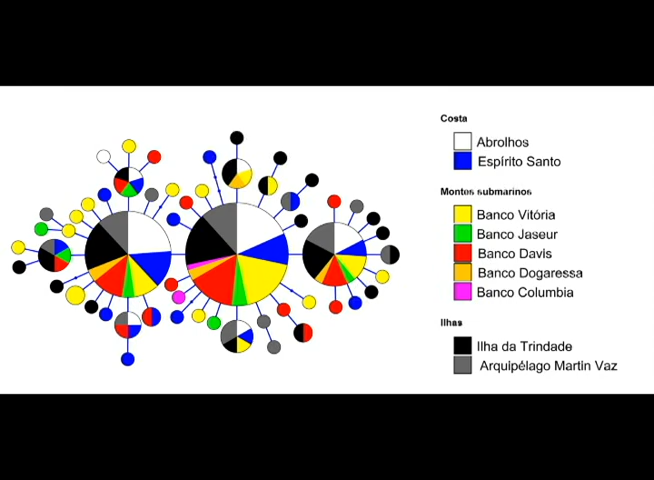 Costa
Abrolhos
Espírito Santo
Montos submarinos
Banco Vitória
Banco Jaseur
Banco Davis
Banco Dogaressa
Banco Columbia
Ilhas
Ilha da Trindade
Arquipélago Martin Vaz